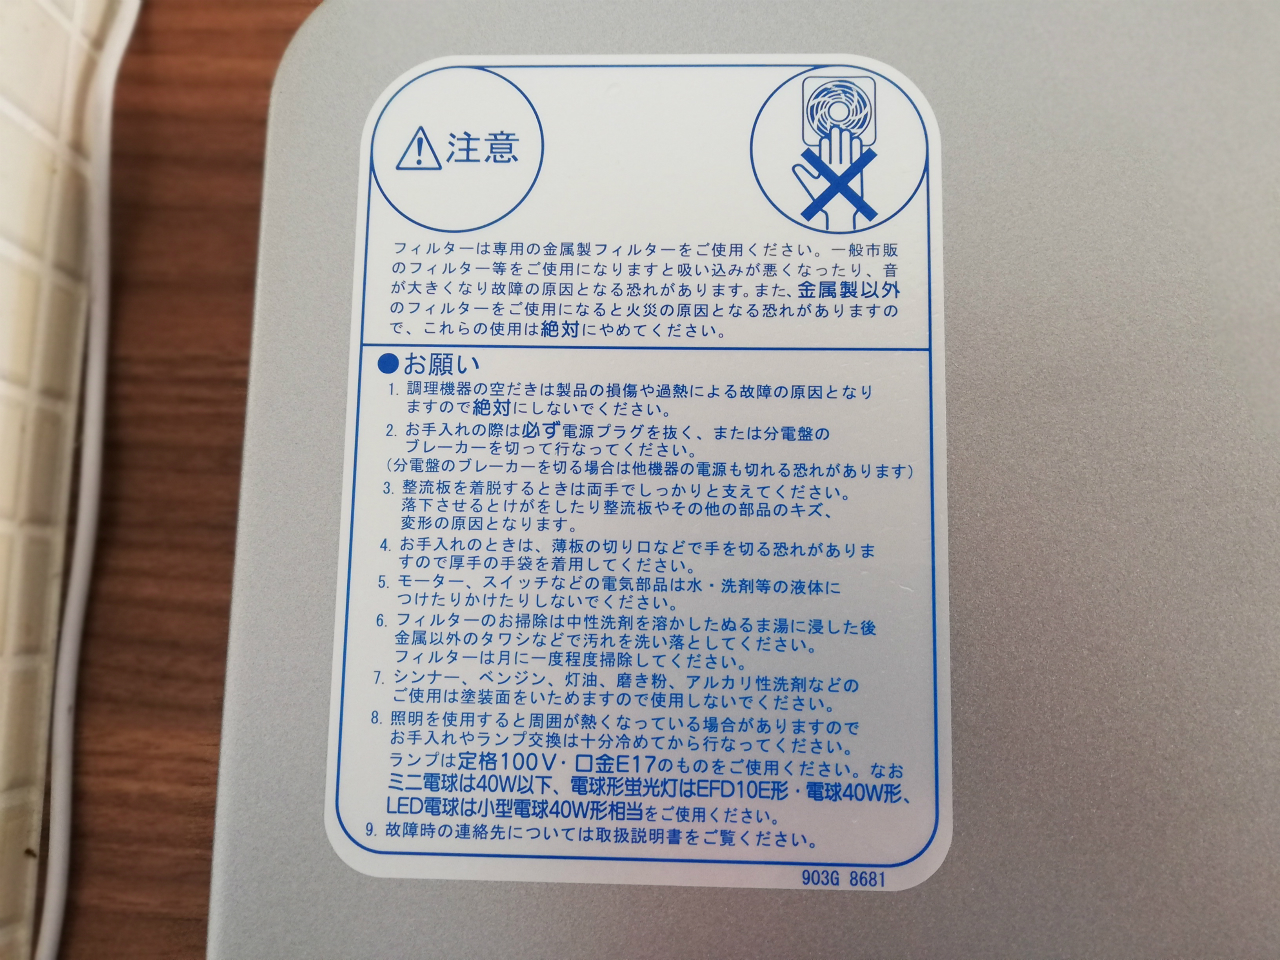 注意
フィルターは専用の金属製フィルターをご使用ください。一般市販
のフィルター等をご使用になりますと吸い込みが悪くなったり、音
が大きくなり故障の原因となる恐れがあります。また、金属製以外
のフィルターをご使用になると火災の原因となる恐れがありますの
で、これらの使用は絶対にやめてください。
●お願い
1. 調理機器の空だきは製品の損傷や過熱による故障の原因となり
ますので絶対にしないでください。
2. お手入れの際は必ず電源プラグを抜く、または分電盤の
ブレーカーを切って行なってください。
(分電盤のブレーカーを切る場合は他機器の電源も切れる恐れがあります)
3. 整流板を着脱するときは両手でしっかりと支えてください。
落下させるとけがをしたり整流板やその他の部品のキズ、
変形の原因となります。
4. お手入れのときは、薄板の切り口などで手を切る恐れがありま
すので厚手の手袋を着用してください。
5. モーター、スイッチなどの電気部品は水・洗剤等の液体に
つけたりかけたりしないでください。
6. フィルターのお掃除は中性洗剤を溶かしたぬるま湯に浸した後
金属以外のタワシなどで汚れを洗い落としてください。
フィルターは月に一度程度掃除してください。
7. シンナー、ベンジン、灯油、磨き粉、アルカリ性洗剤などの
ご使用は塗装面をいためますので使用しないでください。
8. 照明を使用すると周囲が熱くなっている場合がありますので
お手入れやランプ交換は十分冷めてから行なってください。
ランプは定格100V・口金E17のものをご使用ください。なお
ミニ電球は40W以下、電球形蛍光灯はEFD10E形・電球40W形、
LED電球は小型電球40W形相当をご使用ください。
9. 故障時の連絡先については取扱説明書をご覧ください。
903G 8681